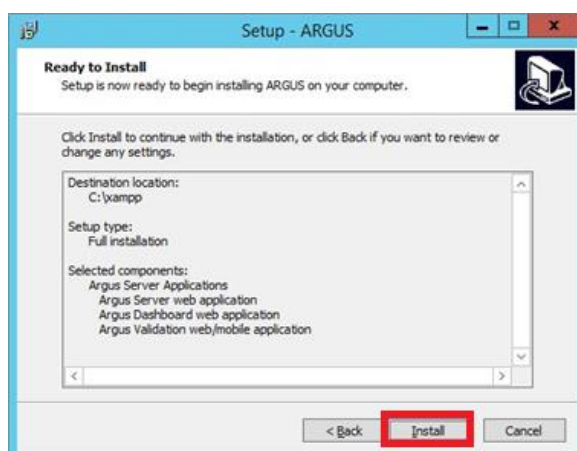 Setup - ARGUS
Ready to Install
Setup is now ready to begin installing ARGUS on your computer.
Click Install to continue with the installation, or click Back if you want to review or
change any settings.
Destination location:
C:\xampp
Setup type:
Full installation
Selected components:
Argus Server Applications
Argus Server web application
Argus Dashboard web application
Argus Validation web/mobile application
< Back
Install
Cancel